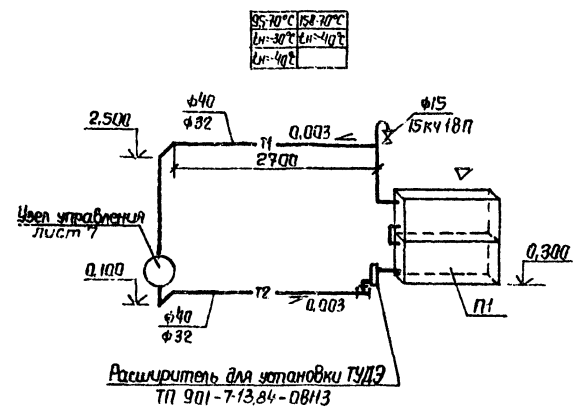 95-70°С 150-70°С
tн=-30°С tн=-40°С
tн=-40°С
ф40
ф32
ф15
15кч18п
2,500
Т1
0,003
2700
Узел управления
лист 7
0,100
0,300
Т2
0,003
ф40
ф32
П1
Расширитель для установки ТУДЭ
ТП 901-7-13.84-ОВН3